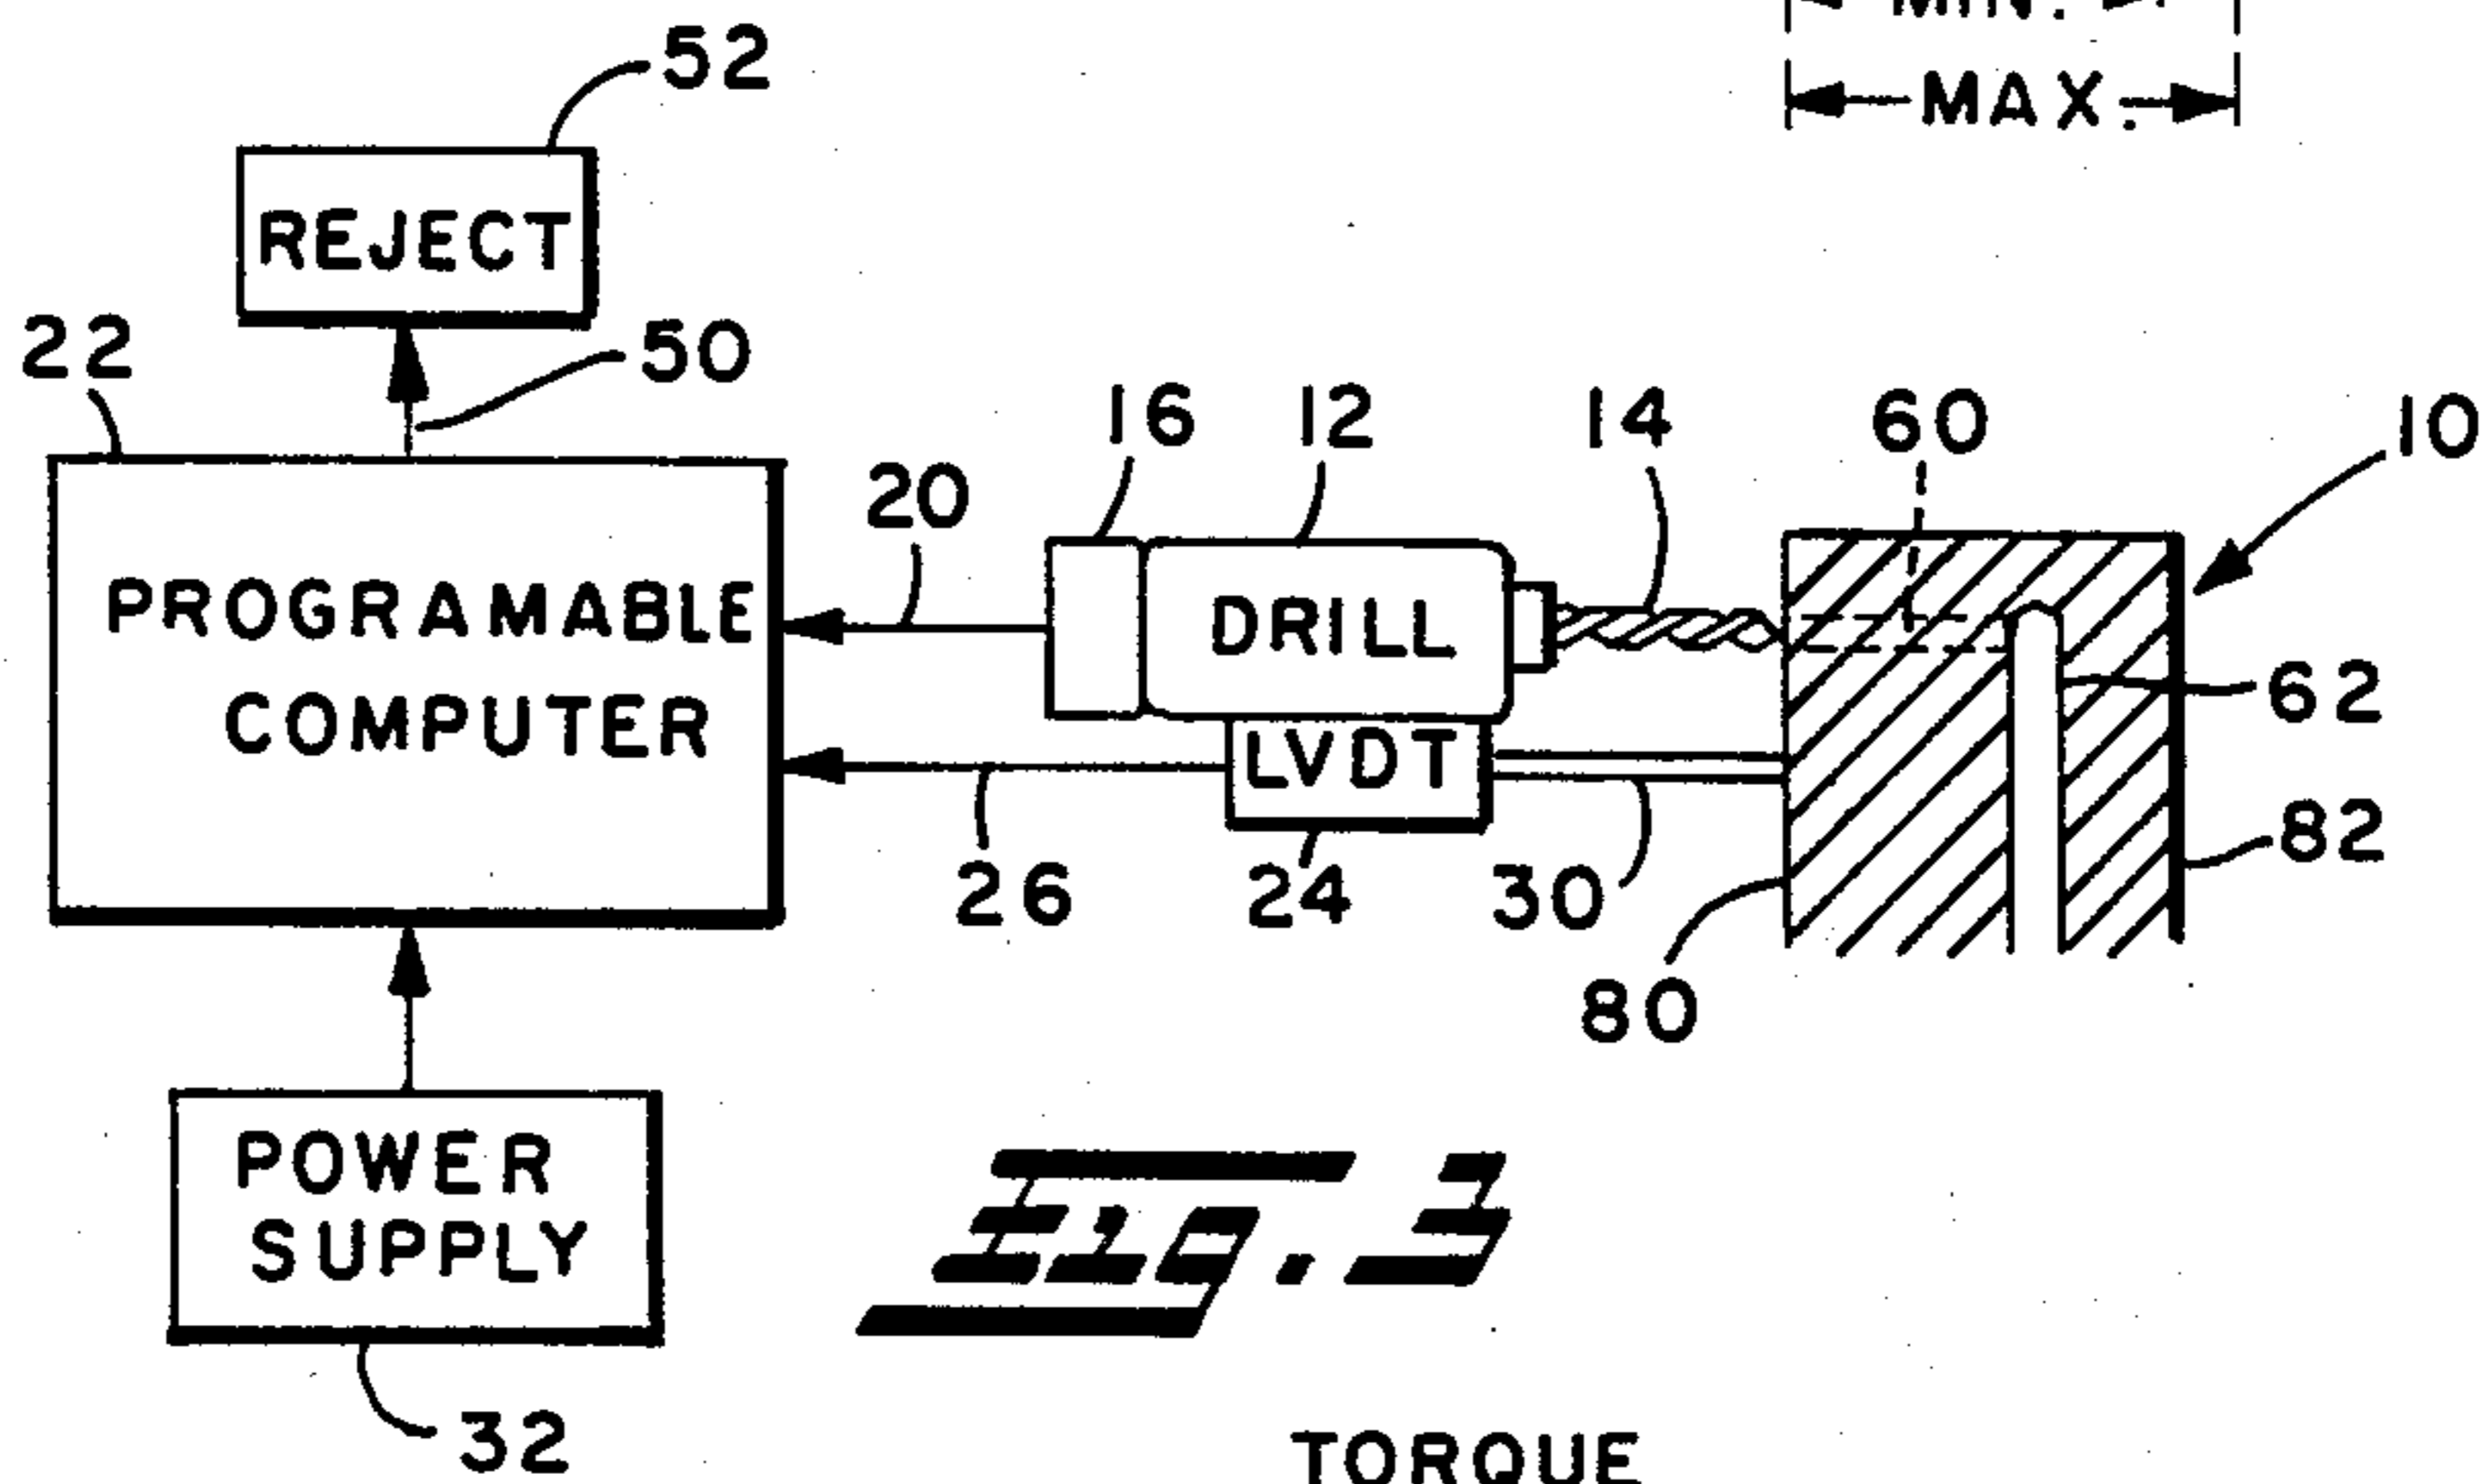 MIN.
MAX.
52
REJECT
22
50
16
12
14
60
10
20
PROGRAMABLE
COMPUTER
DRILL
62
LVDT
82
26
24
30
80
POWER
SUPPLY
Fig. 3
32
TORQUE